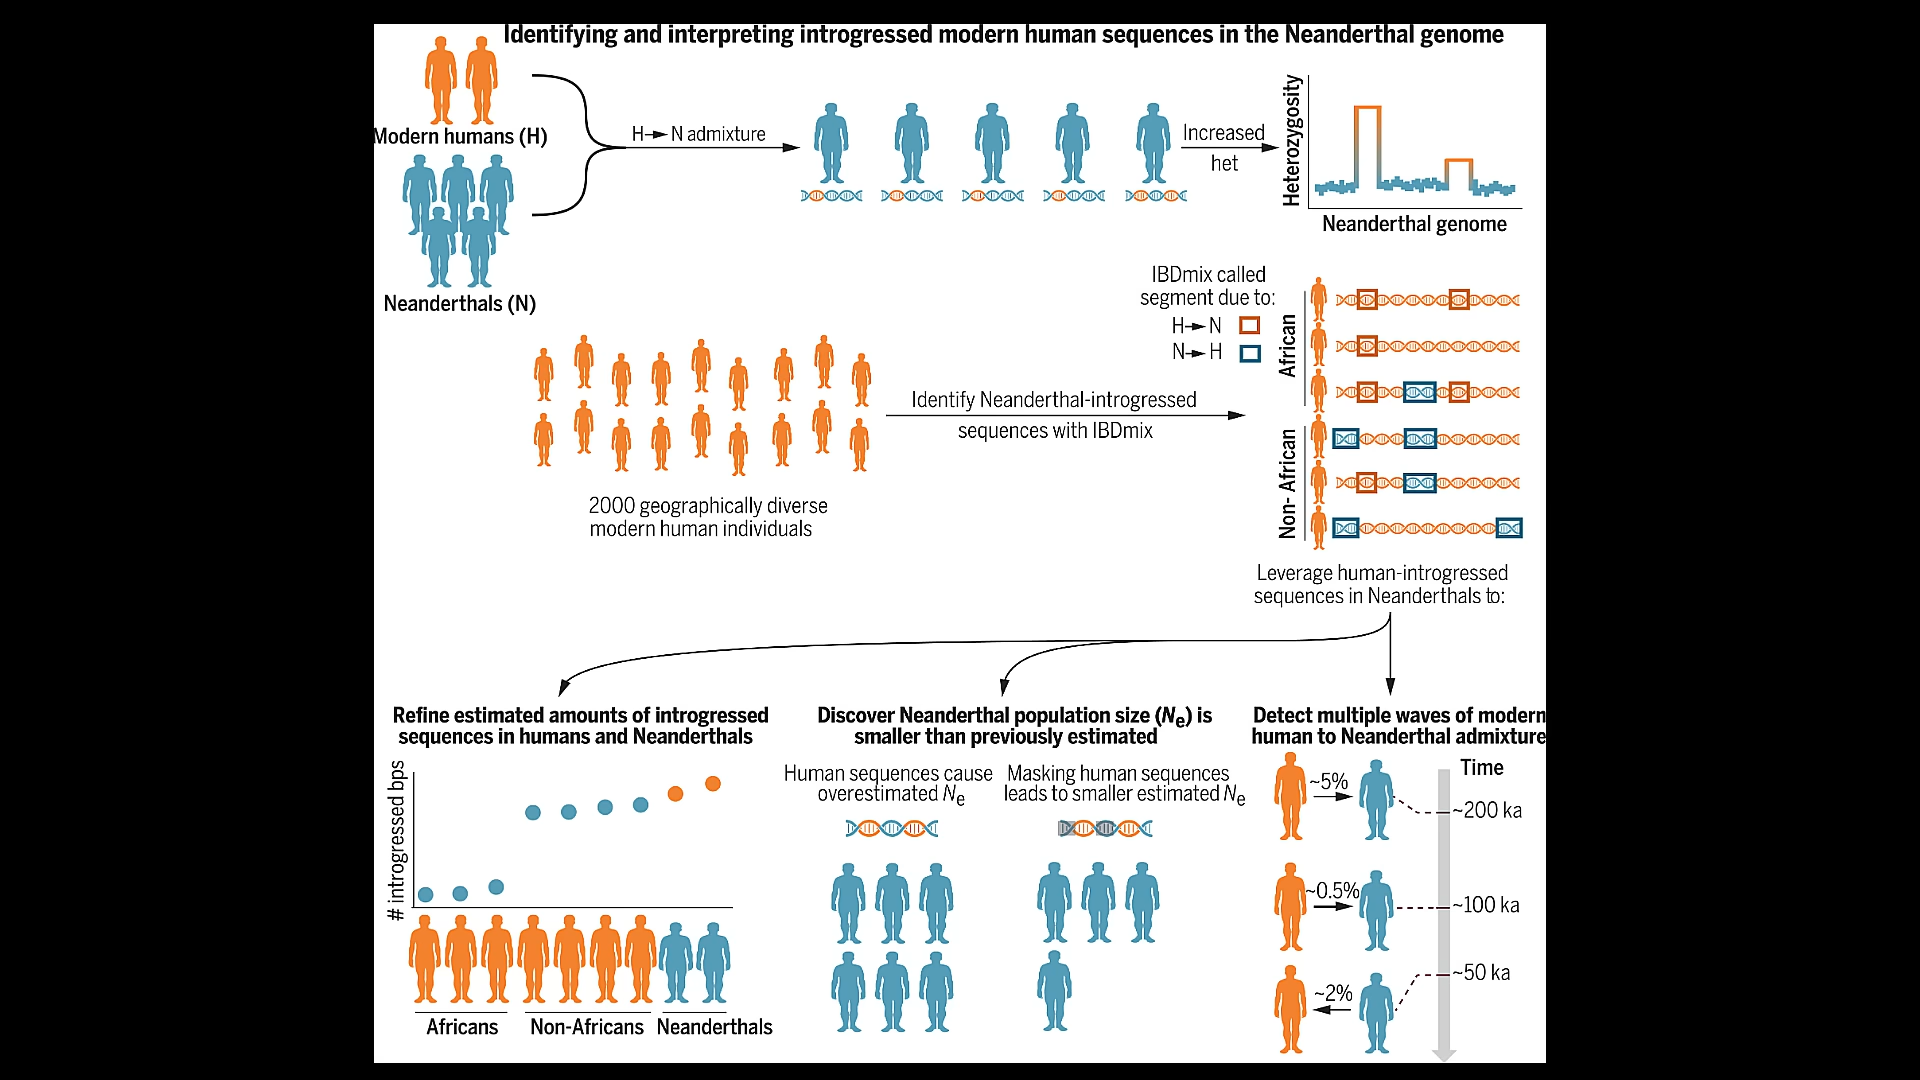 Identifying and interpreting introgressed modern human sequences in the Neanderthal genome
Modern humans (H)
Neanderthals (N)
H→N admixture
Increased
het
Heterozygosity
Neanderthal genome
IBDmix called
segment due to:
H→N
N→H
African
Non- African
2000 geographically diverse
modern human individuals
Identify Neanderthal-introgressed
sequences with IBDmix
Leverage human-introgressed
sequences in Neanderthals to:
Refine estimated amounts of introgressed
sequences in humans and Neanderthals
# introgressed bps
Africans
Non-Africans
Neanderthals
Discover Neanderthal population size (Ne) is
smaller than previously estimated
Human sequences cause
overestimated Ne
Masking human sequences
leads to smaller estimated Ne
Detect multiple waves of modern
human to Neanderthal admixture
Time
~5%
~200 ka
~0.5%
~100 ka
~50 ka
~2%